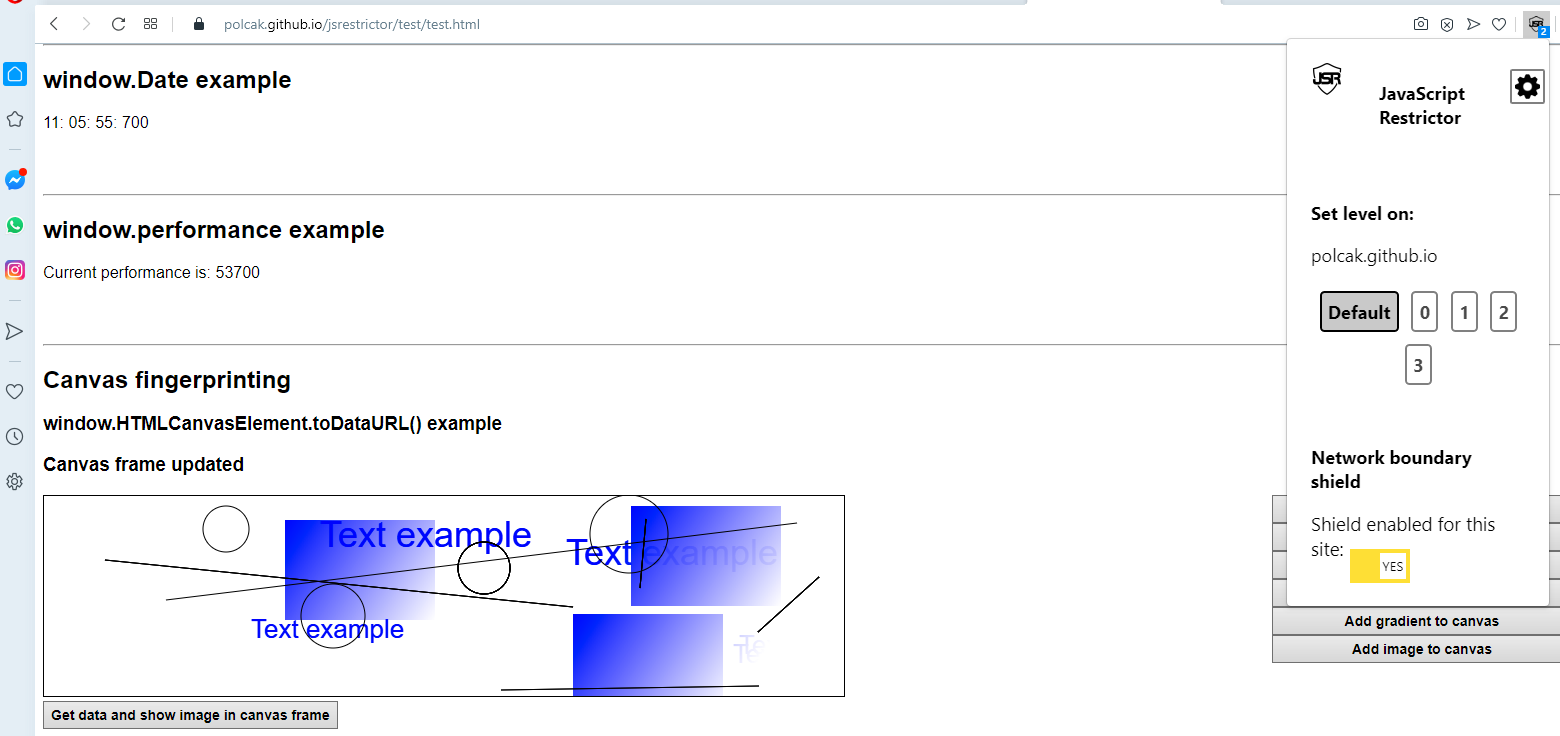 polcak.github.io/jsrestrictor/test/test.html
JSR
2
window.Date example
11: 05: 55: 700
window.performance example
Current performance is: 53700
Canvas fingerprinting
window.HTMLCanvasElement.toDataURL() example
Canvas frame updated
Text example
Text example
Text example
Te
Te
Get data and show image in canvas frame
Add gradient to canvas
Add image to canvas
JSR
JavaScript
Restrictor
Set level on:
polcak.github.io
Default 0 1 2
3
Network boundary
shield
Shield enabled for this
site: YES